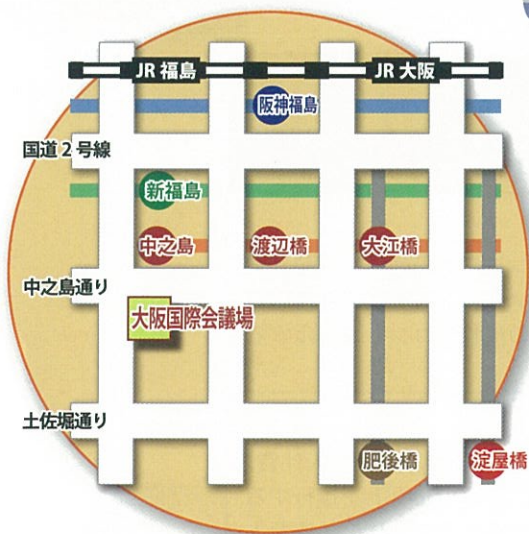 JR 福島
JR 大阪
阪神福島
国道 2 号線
新福島
中之島
渡辺橋
大江橋
中之島通り
大阪国際会議場
土佐堀通り
肥後橋
淀屋橋